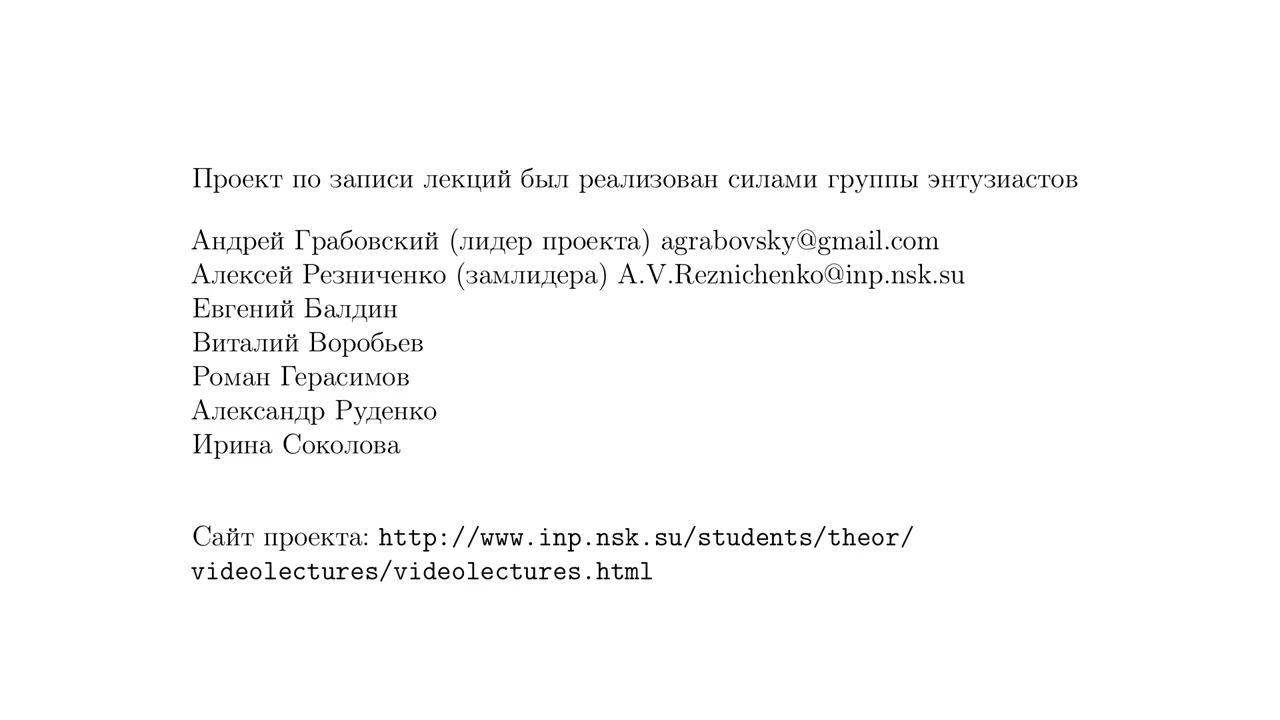 Проект по записи лекций был реализован силами группы энтузиастов
Андрей Грабовский (лидер проекта) agrabovsky@gmail.com
Алексей Резниченко (замлидера) A.V.Reznichenko@inp.nsk.su
Евгений Балдин
Виталий Воробьев
Роман Герасимов
Александр Руденко
Ирина Соколова
Сайт проекта: http://www.inp.nsk.su/students/theor/
videolectures/videolectures.html